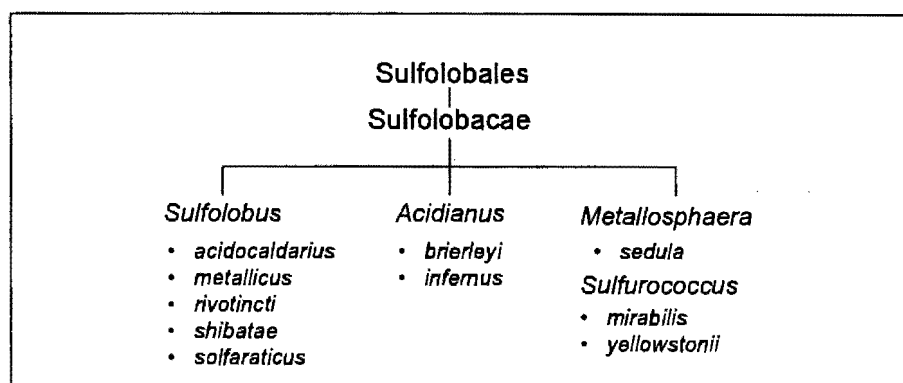 Sulfolobales
Sulfolobacae
Sulfolobus
• acidocaldarius
• metallicus
• rivotincti
• shibatae
• solfaraticus
Acidianus
• brierleyi
• infernus
Metallosphaera
• sedula
Sulfurococcus
• mirabilis
• yellowstonii